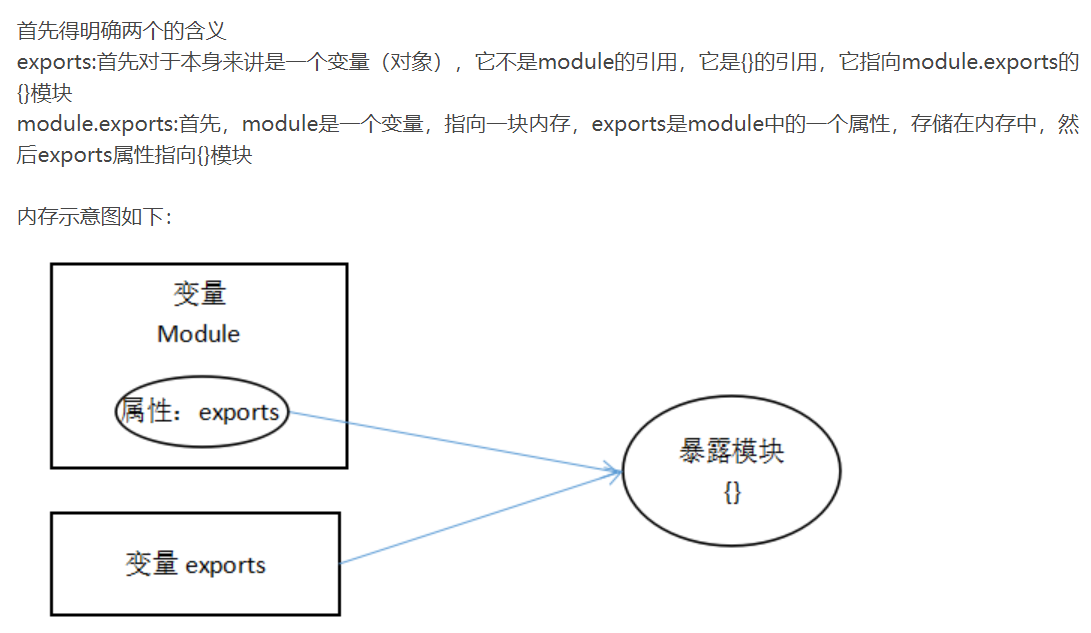 首先得明确两个的含义
exports:首先对于本身来讲是一个变量（对象），它不是module的引用，它是{}的引用，它指向module.exports的
{}模块
module.exports:首先，module是一个变量，指向一块内存，exports是module中的一个属性，存储在内存中，然
后exports属性指向{}模块
内存示意图如下：
变量
Module
属性：exports
暴露模块
{}
变量 exports